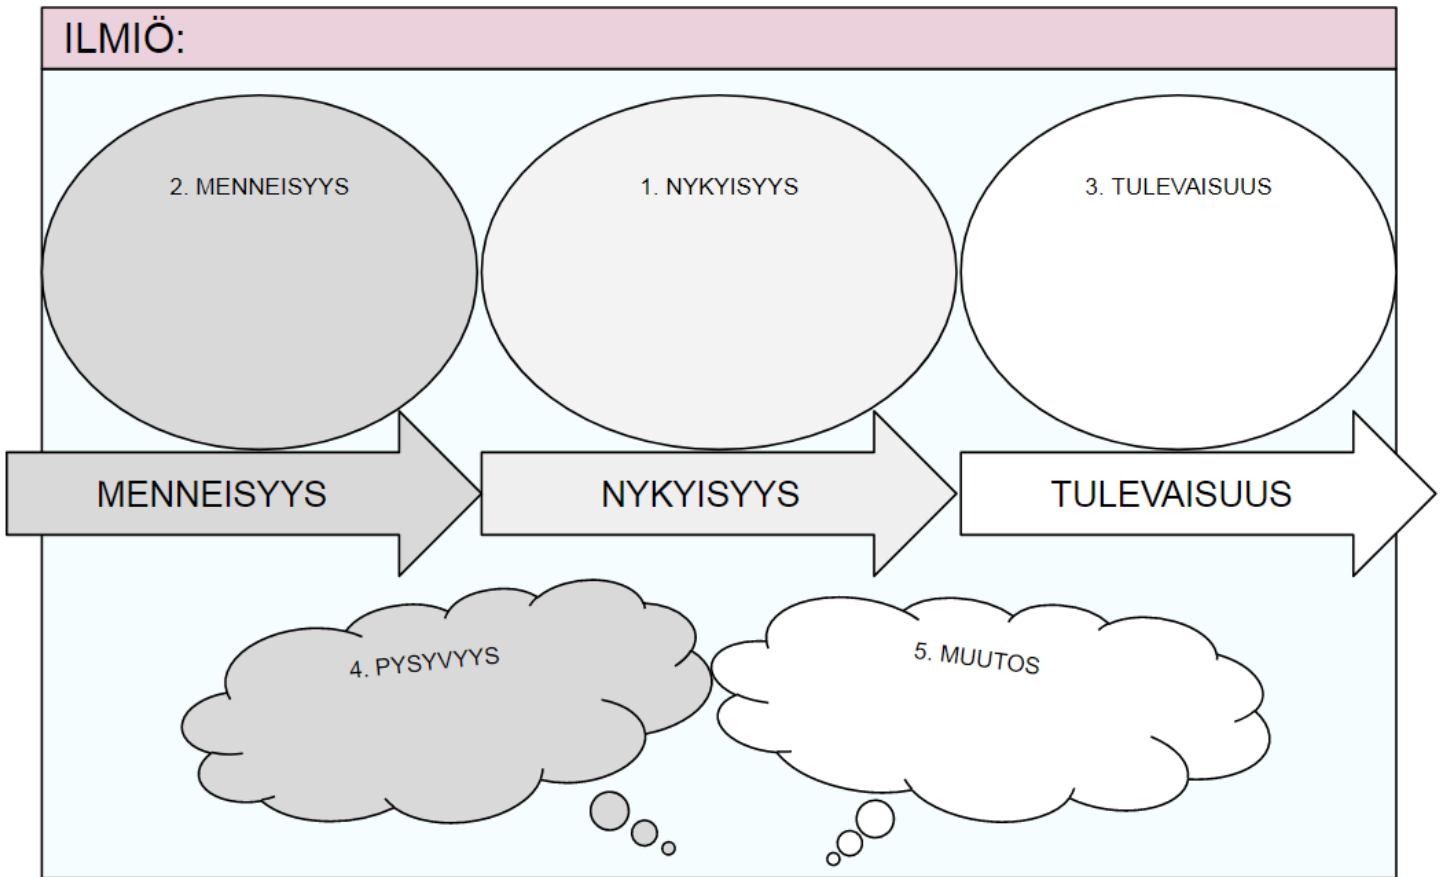 ILMIÖ:
2. MENNEISYYS
1. NYKYISYYS
3. TULEVAISUUS
MENNEISYYS
NYKYISYYS
TULEVAISUUS
4. PYSYVYYS
5. MUUTOS